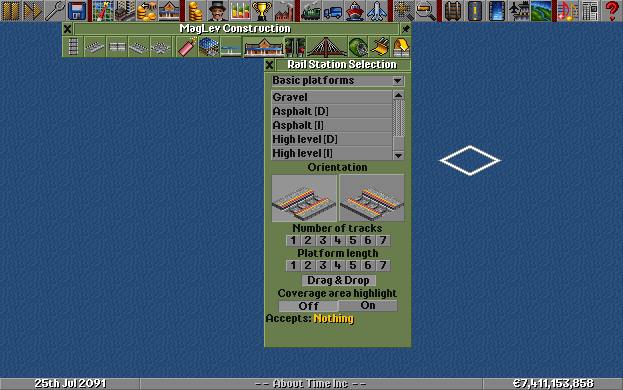 MagLev Construction
Rail Station Selection
Basic platforms
Gravel
Asphalt [D]
Asphalt [I]
High level [D]
High level [I]
Orientation
Number of tracks
1 2 3 4 5 6 7
Platform length
1 2 3 4 5 6 7
Drag & Drop
Coverage area highlight
Off On
Accepts: Nothing
25th Jul 2091 -- About Time Inc -- €7,411,153,858